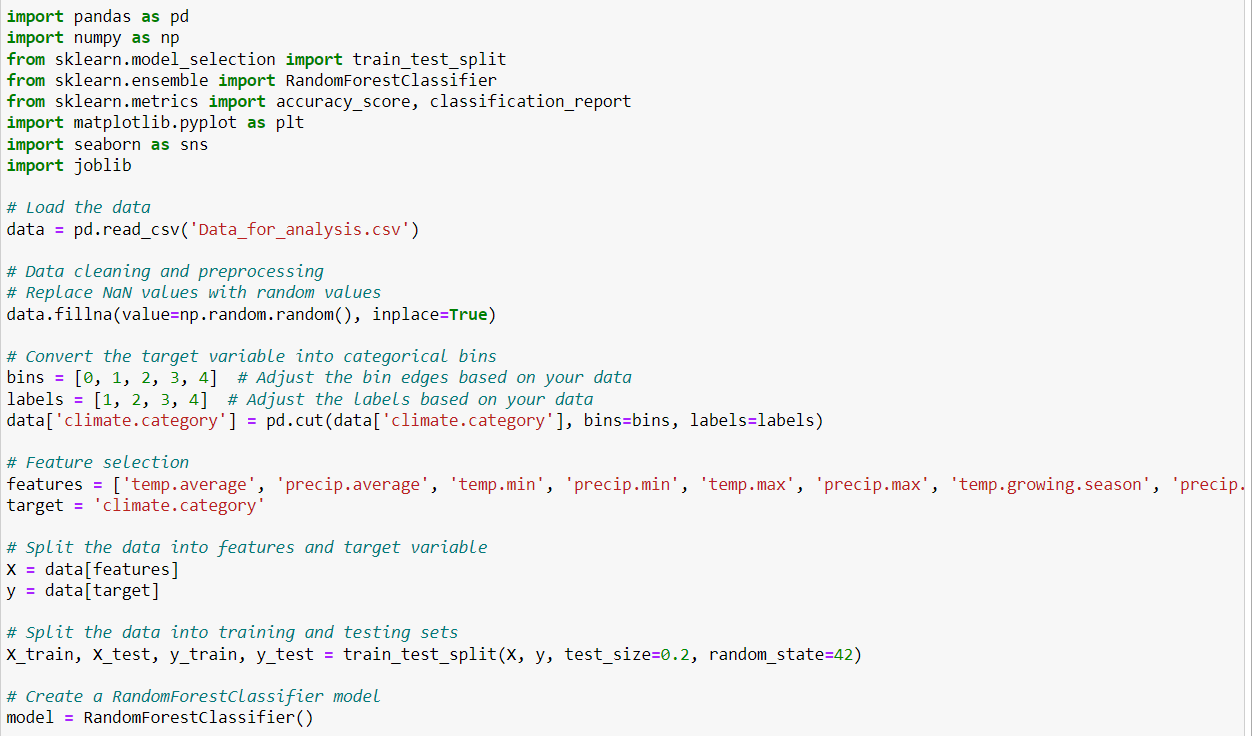 import pandas as pd
import numpy as np
from sklearn.model_selection import train_test_split
from sklearn.ensemble import RandomForestClassifier
from sklearn.metrics import accuracy_score, classification_report
import matplotlib.pyplot as plt
import seaborn as sns
import joblib
# Load the data
data = pd.read_csv('Data_for_analysis.csv')
# Data cleaning and preprocessing
# Replace NaN values with random values
data.fillna(value=np.random.random(), inplace=True)
# Convert the target variable into categorical bins
bins = [0, 1, 2, 3, 4]  # Adjust the bin edges based on your data
labels = [1, 2, 3, 4]  # Adjust the labels based on your data
data['climate.category'] = pd.cut(data['climate.category'], bins=bins, labels=labels)
# Feature selection
features = ['temp.average', 'precip.average', 'temp.min', 'precip.min', 'temp.max', 'precip.max', 'temp.growing.season', 'precip.
target = 'climate.category'
# Split the data into features and target variable
X = data[features]
y = data[target]
# Split the data into training and testing sets
X_train, X_test, y_train, y_test = train_test_split(X, y, test_size=0.2, random_state=42)
# Create a RandomForestClassifier model
model = RandomForestClassifier()